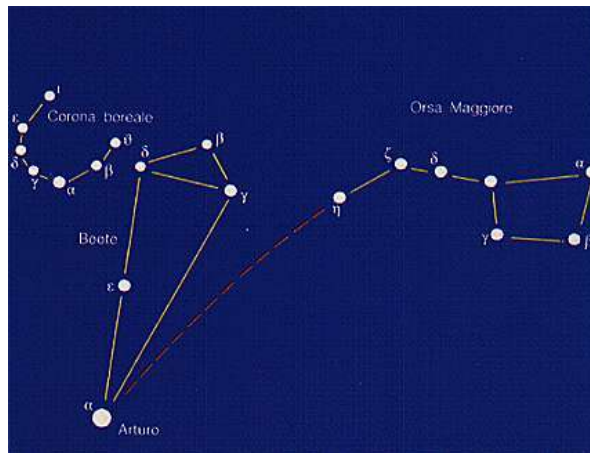 ι
ε
Corona boreale
δ
γ
α
β
θ
δ
β
γ
Boote
ε
α
Arturo
Orsa Maggiore
ζ
δ
α
η
γ
β